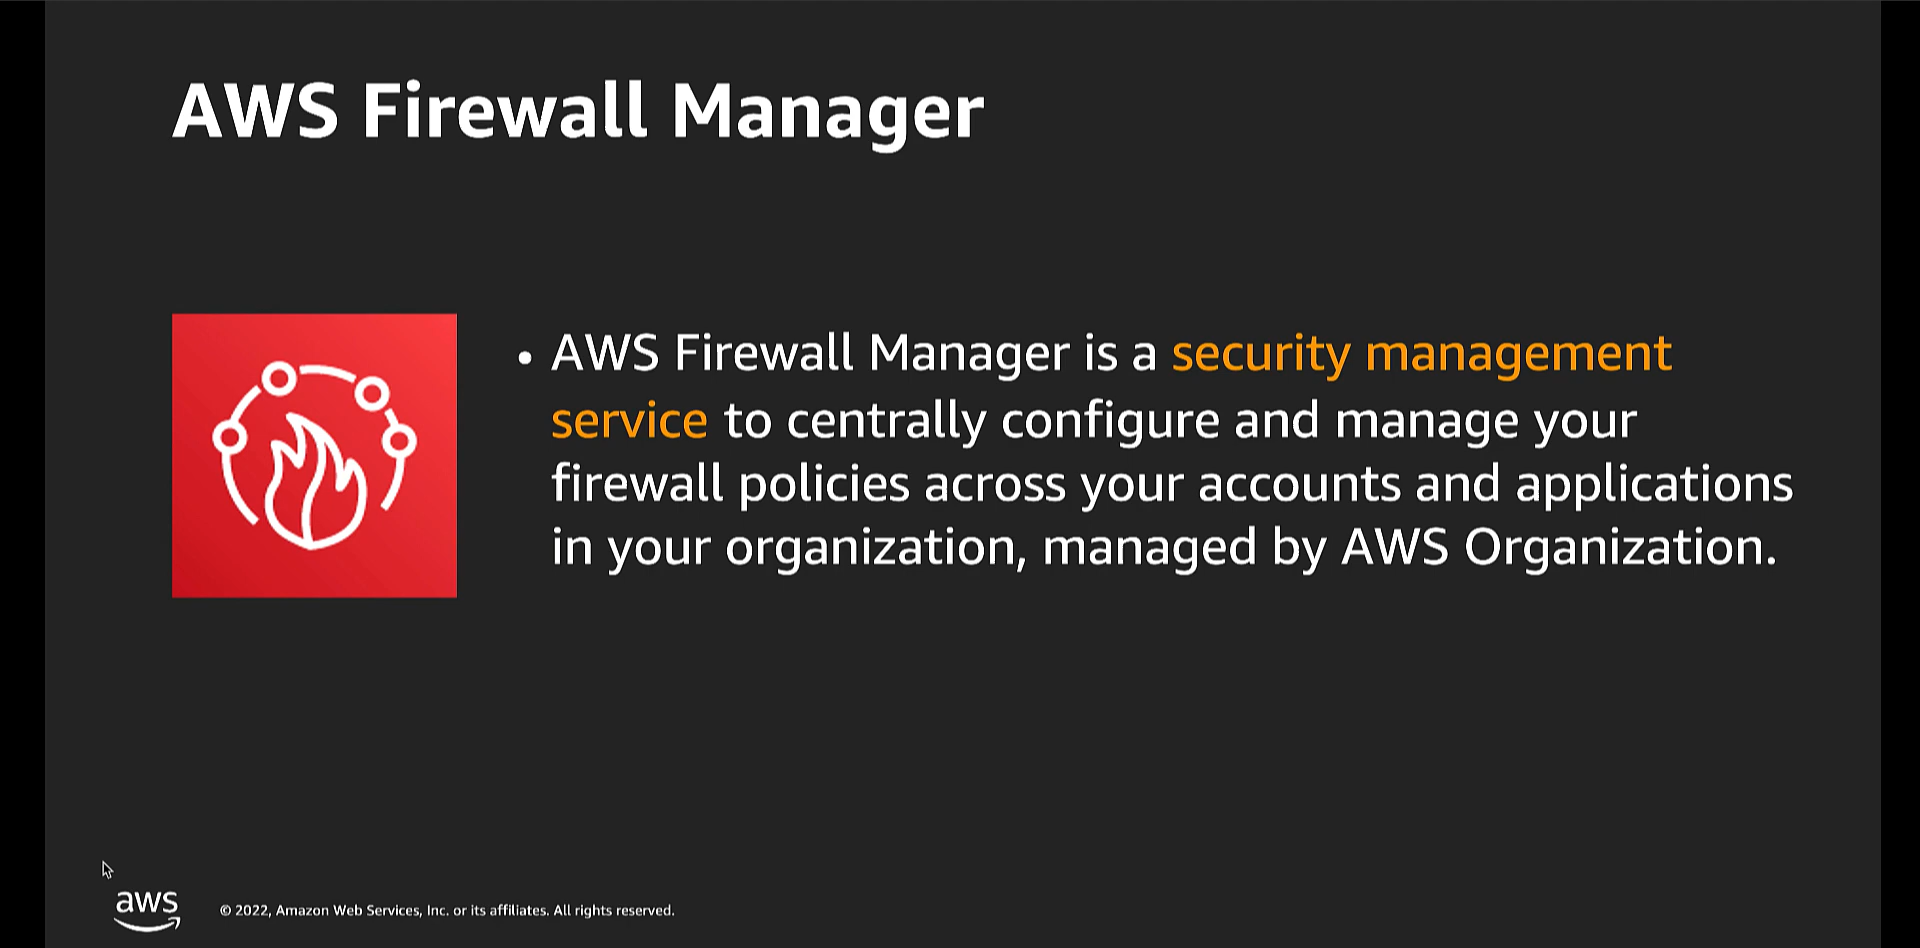 AWS Firewall Manager
• AWS Firewall Manager is a security management
service to centrally configure and manage your
firewall policies across your accounts and applications
in your organization, managed by AWS Organization.
aws
© 2022, Amazon Web Services, Inc. or its affiliates. All rights reserved.